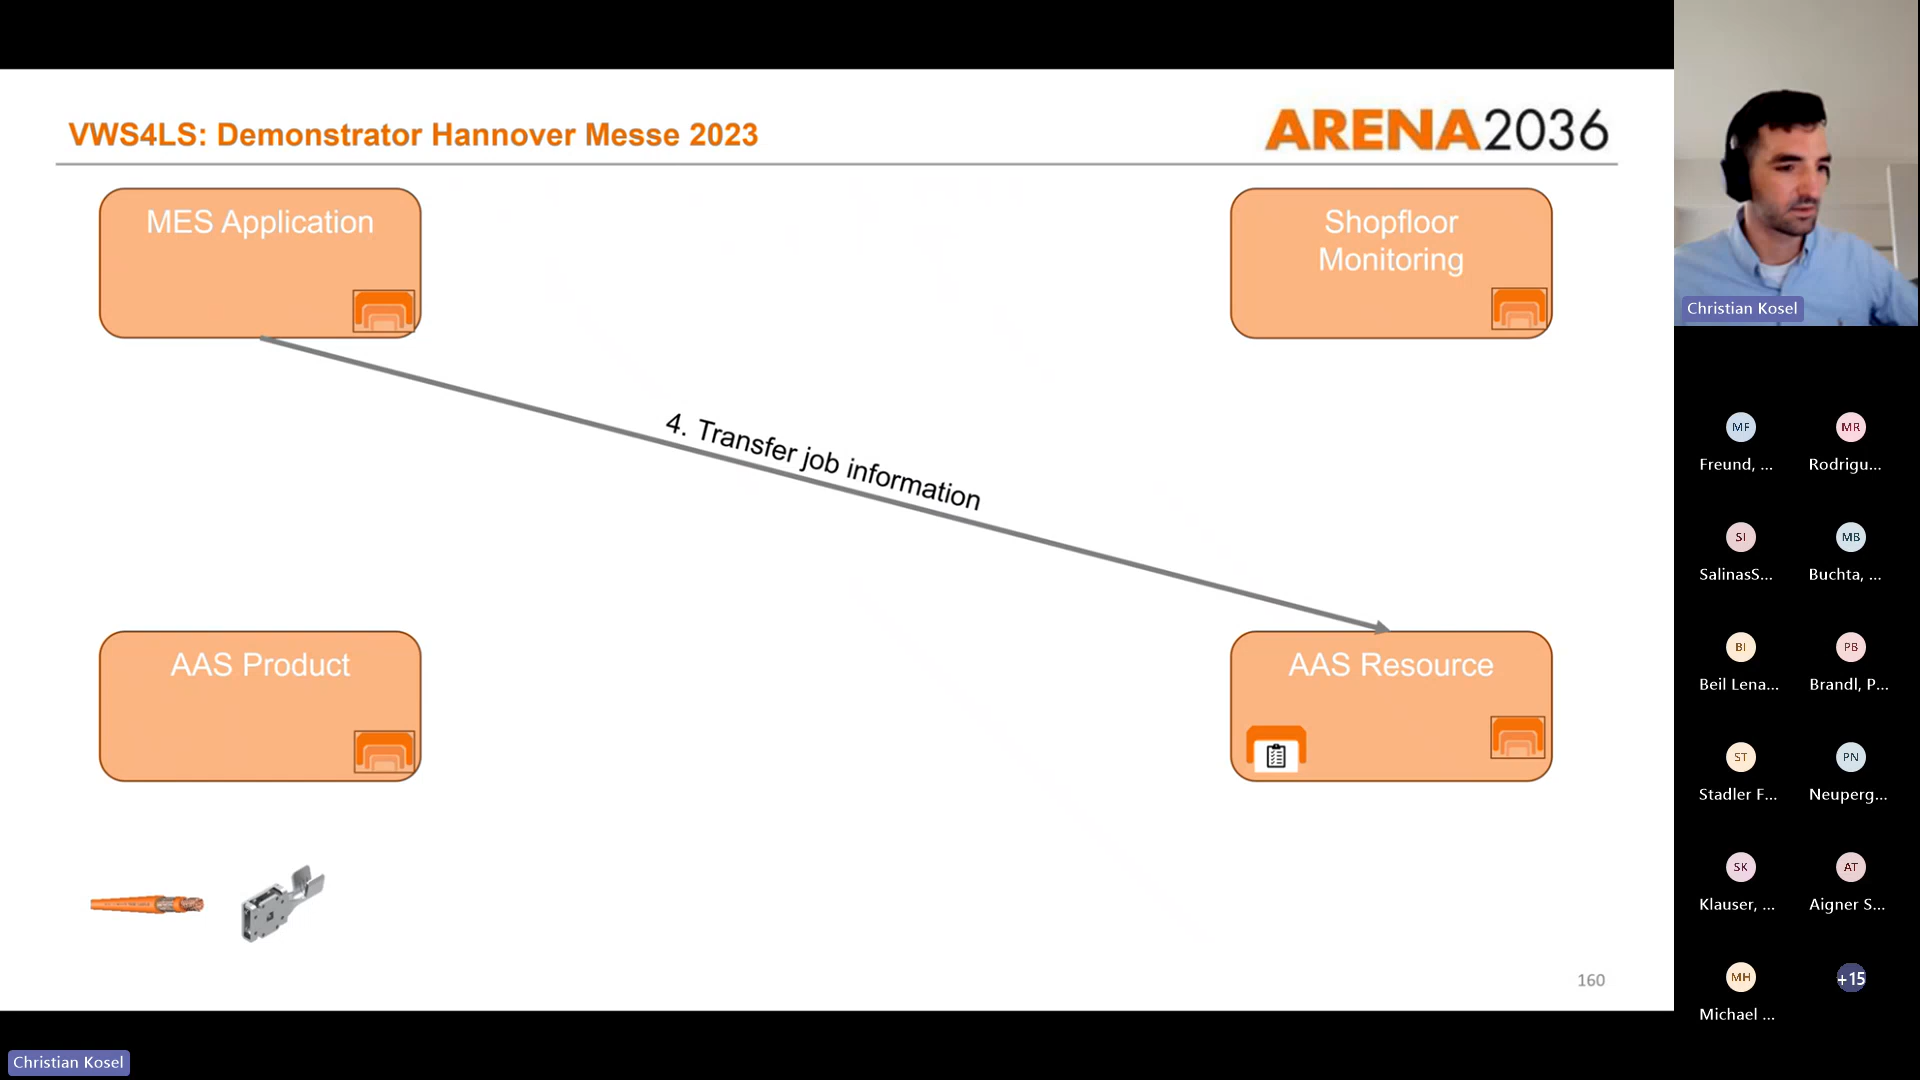 VWS4LS: Demonstrator Hannover Messe 2023
ARENA2036
MES Application
Shopfloor
Monitoring
4. Transfer job information
AAS Product
AAS Resource
160
Christian Kosel
Christian Kosel
MF
MR
Freund, ...
Rodrigu...
SI
MB
SalinasS...
Buchta, ...
BI
PB
Beil Lena...
Brandl, P...
ST
PN
Stadler F...
Neuperg...
SK
AT
Klauser, ...
Aigner S...
MH
+15
Michael ...